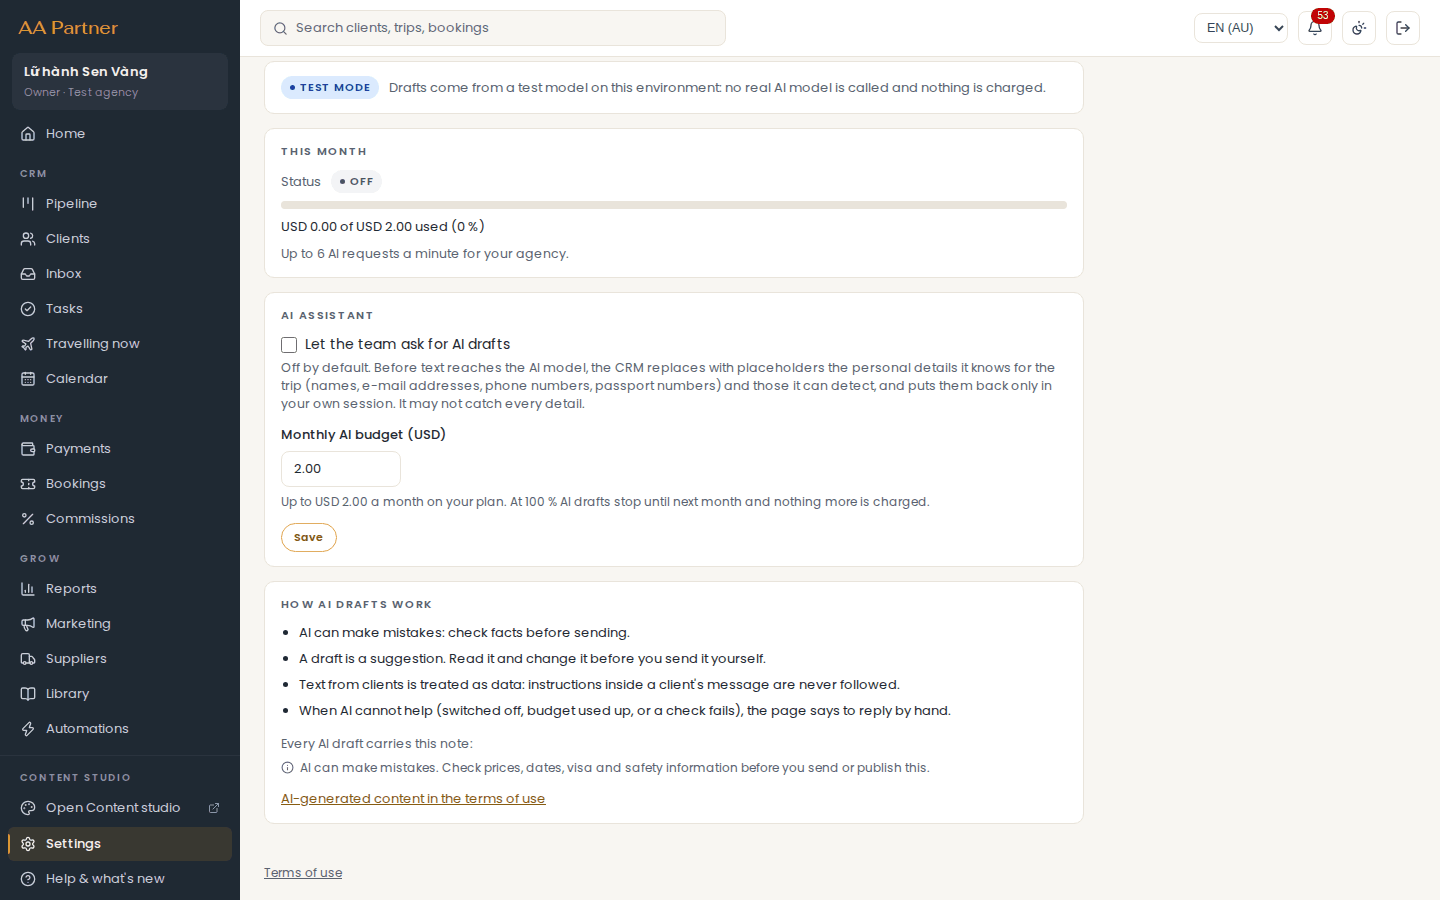 AA Partner
Lữ hành Sen Vàng
Owner · Test agency
Home
CRM
Pipeline
Clients
Inbox
Tasks
Travelling now
Calendar
MONEY
Payments
Bookings
Commissions
GROW
Reports
Marketing
Suppliers
Library
Automations
CONTENT STUDIO
Open Content studio
Settings
Help & what's new
Search clients, trips, bookings
EN (AU)
53
TEST MODE Drafts come from a test model on this environment: no real AI model is called and nothing is charged.
THIS MONTH
Status OFF
USD 0.00 of USD 2.00 used (0 %)
Up to 6 AI requests a minute for your agency.
AI ASSISTANT
Let the team ask for AI drafts
Off by default. Before text reaches the AI model, the CRM replaces with placeholders the personal details it knows for the
trip (names, e-mail addresses, phone numbers, passport numbers) and those it can detect, and puts them back only in
your own session. It may not catch every detail.
Monthly AI budget (USD)
2.00
Up to USD 2.00 a month on your plan. At 100 % AI drafts stop until next month and nothing more is charged.
Save
HOW AI DRAFTS WORK
• AI can make mistakes: check facts before sending.
• A draft is a suggestion. Read it and change it before you send it yourself.
• Text from clients is treated as data: instructions inside a client's message are never followed.
• When AI cannot help (switched off, budget used up, or a check fails), the page says to reply by hand.
Every AI draft carries this note:
AI can make mistakes. Check prices, dates, visa and safety information before you send or publish this.
AI-generated content in the terms of use
Terms of use